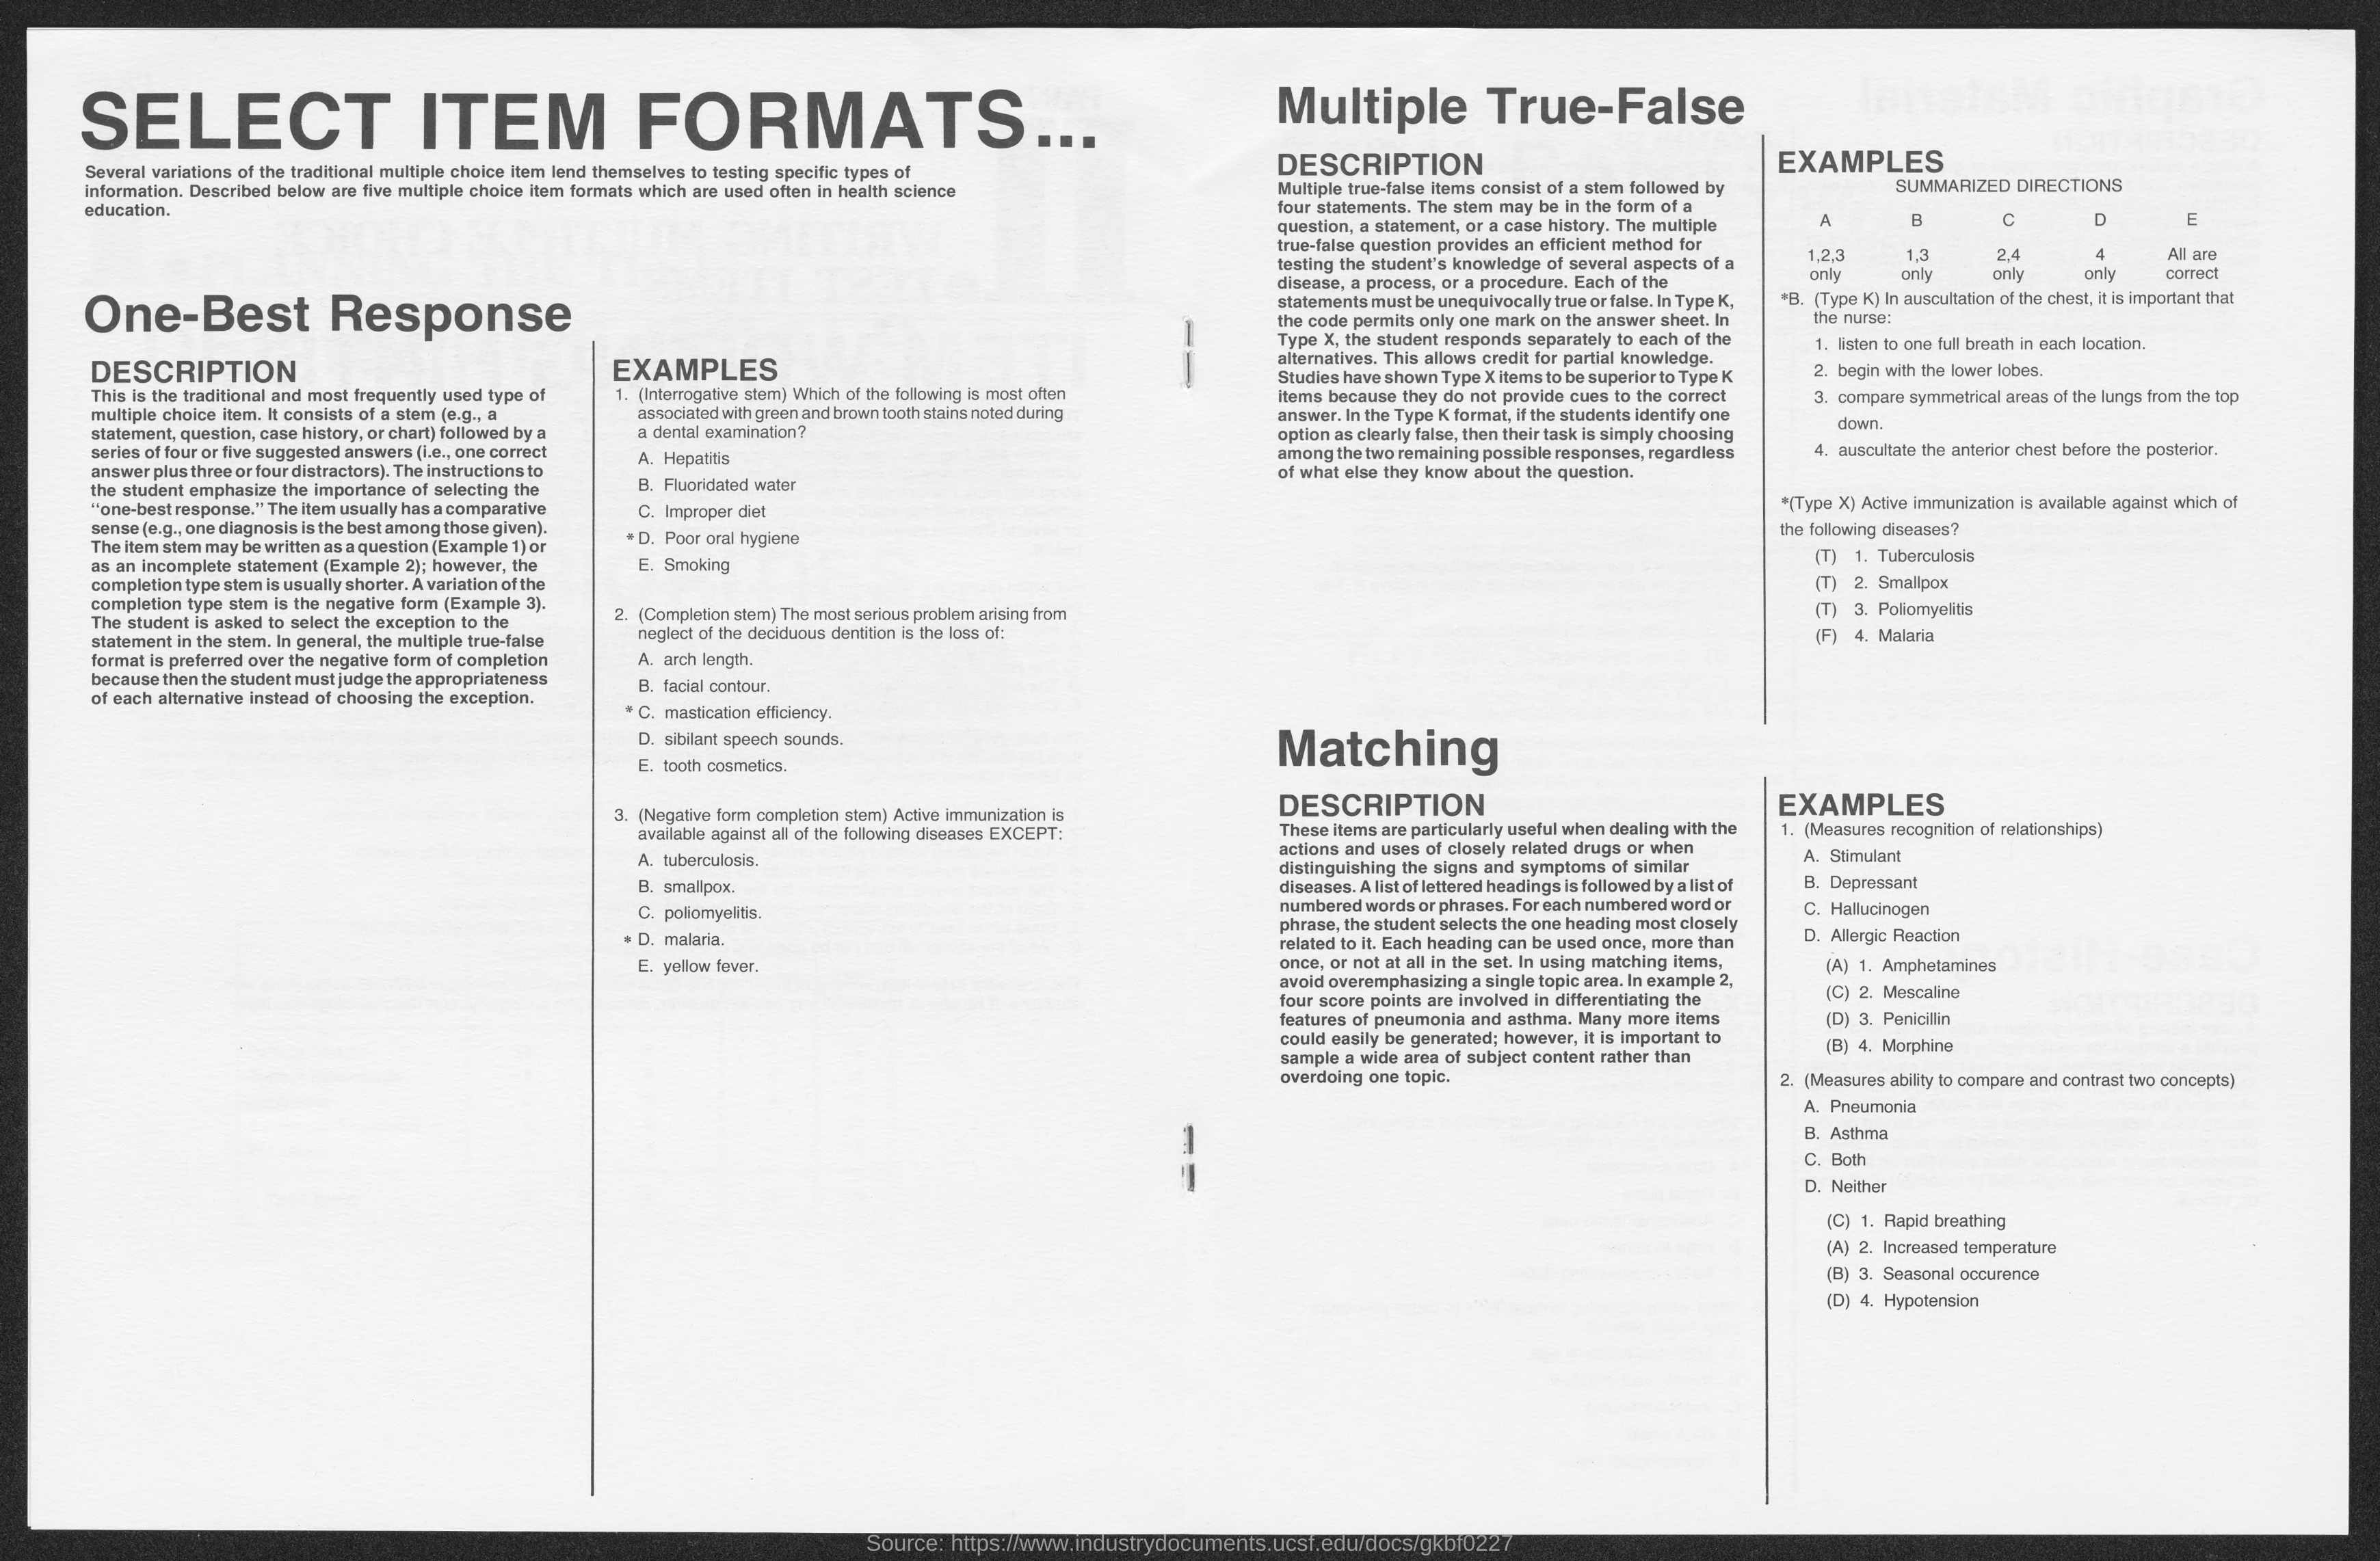 SELECT ITEM FORMATS...
Several variations of the traditional multiple choice item lend themselves to testing specific types of
information. Described below are five multiple choice item formats which are used often in health science
education.
One-Best Response
DESCRIPTION
This is the traditional and most frequently used type of
multiple choice item. It consists of a stem (e.g., a
statement, question, case history, or chart) followed by a
series of four or five suggested answers (i.e., one correct
answer plus three or four distractors). The instructions to
the student emphasize the importance of selecting the
"one-best response." The item usually has a comparative
sense (e.g., one diagnosis is the best among those given).
The item stem may be written as a question (Example 1) or
as an incomplete statement (Example 2); however, the
completion type stem is usually shorter. A variation of the
completion type stem is the negative form (Example 3).
The student is asked to select the exception to the
statement in the stem. In general, the multiple true-false
format is preferred over the negative form of completion
because then the student must judge the appropriateness
of each alternative instead of choosing the exception.
EXAMPLES
1. (Interrogative stem) Which of the following is most often
associated with green and brown tooth stains noted during
a dental examination?
A. Hepatitis
B. Fluoridated water
C. Improper diet
* D. Poor oral hygiene
E. Smoking
2. (Completion stem) The most serious problem arising from
neglect of the deciduous dentition is the loss of:
A. arch length.
B. facial contour.
* C. mastication efficiency.
D. sibilant speech sounds.
E. tooth cosmetics.
3. (Negative form completion stem) Active immunization is
available against all of the following diseases EXCEPT:
A. tuberculosis.
B. smallpox.
C. poliomyelitis.
* D. malaria.
E. yellow fever.
Multiple True-False
DESCRIPTION
Multiple true-false items consist of a stem followed by
four statements. The stem may be in the form of a
question, a statement, or a case history. The multiple
true-false question provides an efficient method for
testing the student's knowledge of several aspects of a
disease, a process, or a procedure. Each of the
statements must be unequivocally true or false. In Type K,
the code permits only one mark on the answer sheet. In
Type X, the student responds separately to each of the
alternatives. This allows credit for partial knowledge.
Studies have shown Type X items to be superior to Type K
items because they do not provide cues to the correct
answer. In the Type K format, if the students identify one
option as clearly false, then their task is simply choosing
among the two remaining possible responses, regardless
of what else they know about the question.
EXAMPLES
SUMMARIZED DIRECTIONS
A B C D E
1,2,3 1,3 2,4 4 All are
only only only only correct
*B. (Type K) In auscultation of the chest, it is important that
the nurse:
1. listen to one full breath in each location.
2. begin with the lower lobes.
3. compare symmetrical areas of the lungs from the top
down.
4. auscultate the anterior chest before the posterior.
*(Type X) Active immunization is available against which of
the following diseases?
(T) 1. Tuberculosis
(T) 2. Smallpox
(T) 3. Poliomyelitis
(F) 4. Malaria
Matching
DESCRIPTION
These items are particularly useful when dealing with the
actions and uses of closely related drugs or when
distinguishing the signs and symptoms of similar
diseases. A list of lettered headings is followed by a list of
numbered words or phrases. For each numbered word or
phrase, the student selects the one heading most closely
related to it. Each heading can be used once, more than
once, or not at all in the set. In using matching items,
avoid overemphasizing a single topic area. In example 2,
four score points are involved in differentiating the
features of pneumonia and asthma. Many more items
could easily be generated; however, it is important to
sample a wide area of subject content rather than
overdoing one topic.
EXAMPLES
1. (Measures recognition of relationships)
A. Stimulant
B. Depressant
C. Hallucinogen
D. Allergic Reaction
(A) 1. Amphetamines
(C) 2. Mescaline
(D) 3. Penicillin
(B) 4. Morphine
2. (Measures ability to compare and contrast two concepts)
A. Pneumonia
B. Asthma
C. Both
D. Neither
(C) 1. Rapid breathing
(A) 2. Increased temperature
(B) 3. Seasonal occurence
(D) 4. Hypotension
Source: https://www.industrydocuments.ucsf.edu/docs/gkbf0227